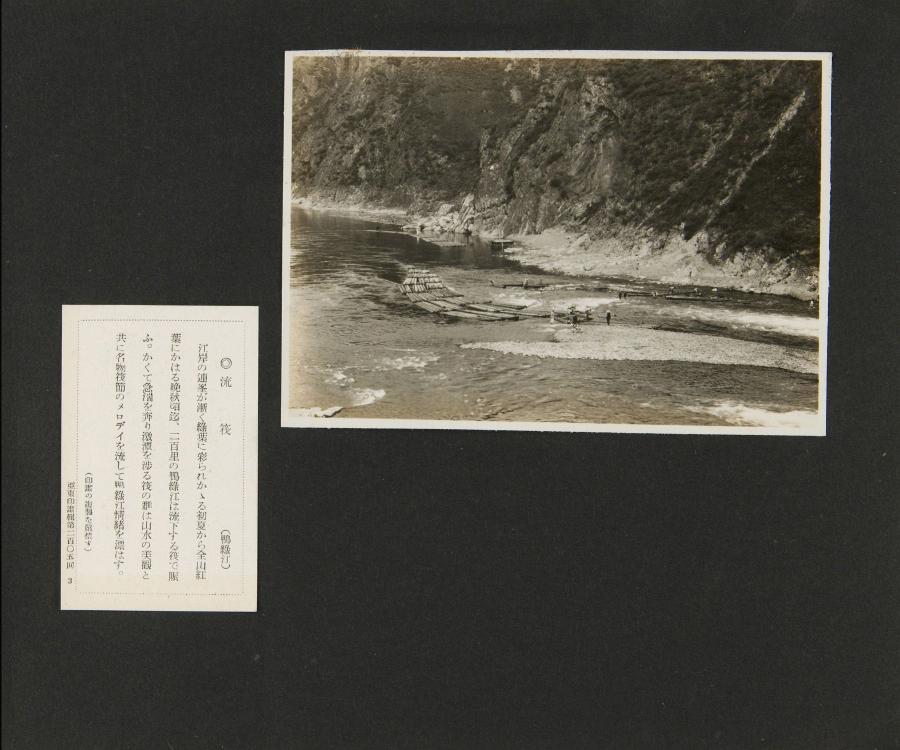 ◎流筏 (鴨綠江)
江岸の連峯が漸く綠葉に彩られかゝる初夏から全山紅
葉にかはる晩秋頃迄、二百里の鴨綠江は流下する筏で賑
ふ。かくて急湍を奔り激潭を渉る筏の群は山水の美觀と
共に名物筏節のメロデイを流して鴨綠江情緒を漂はす。
(印畫の複製を嚴禁す)
亞東印畫輯第二百〇五回 3